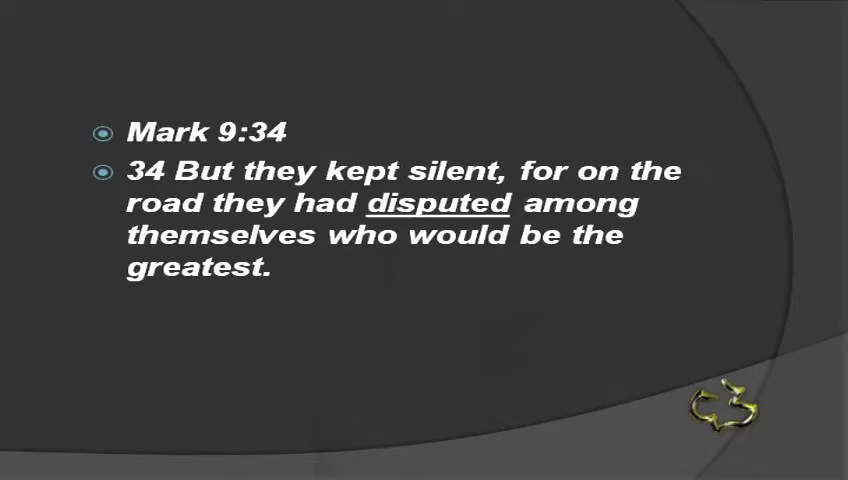 Mark 9:34
34 But they kept silent, for on the
road they had disputed among
themselves who would be the
greatest.